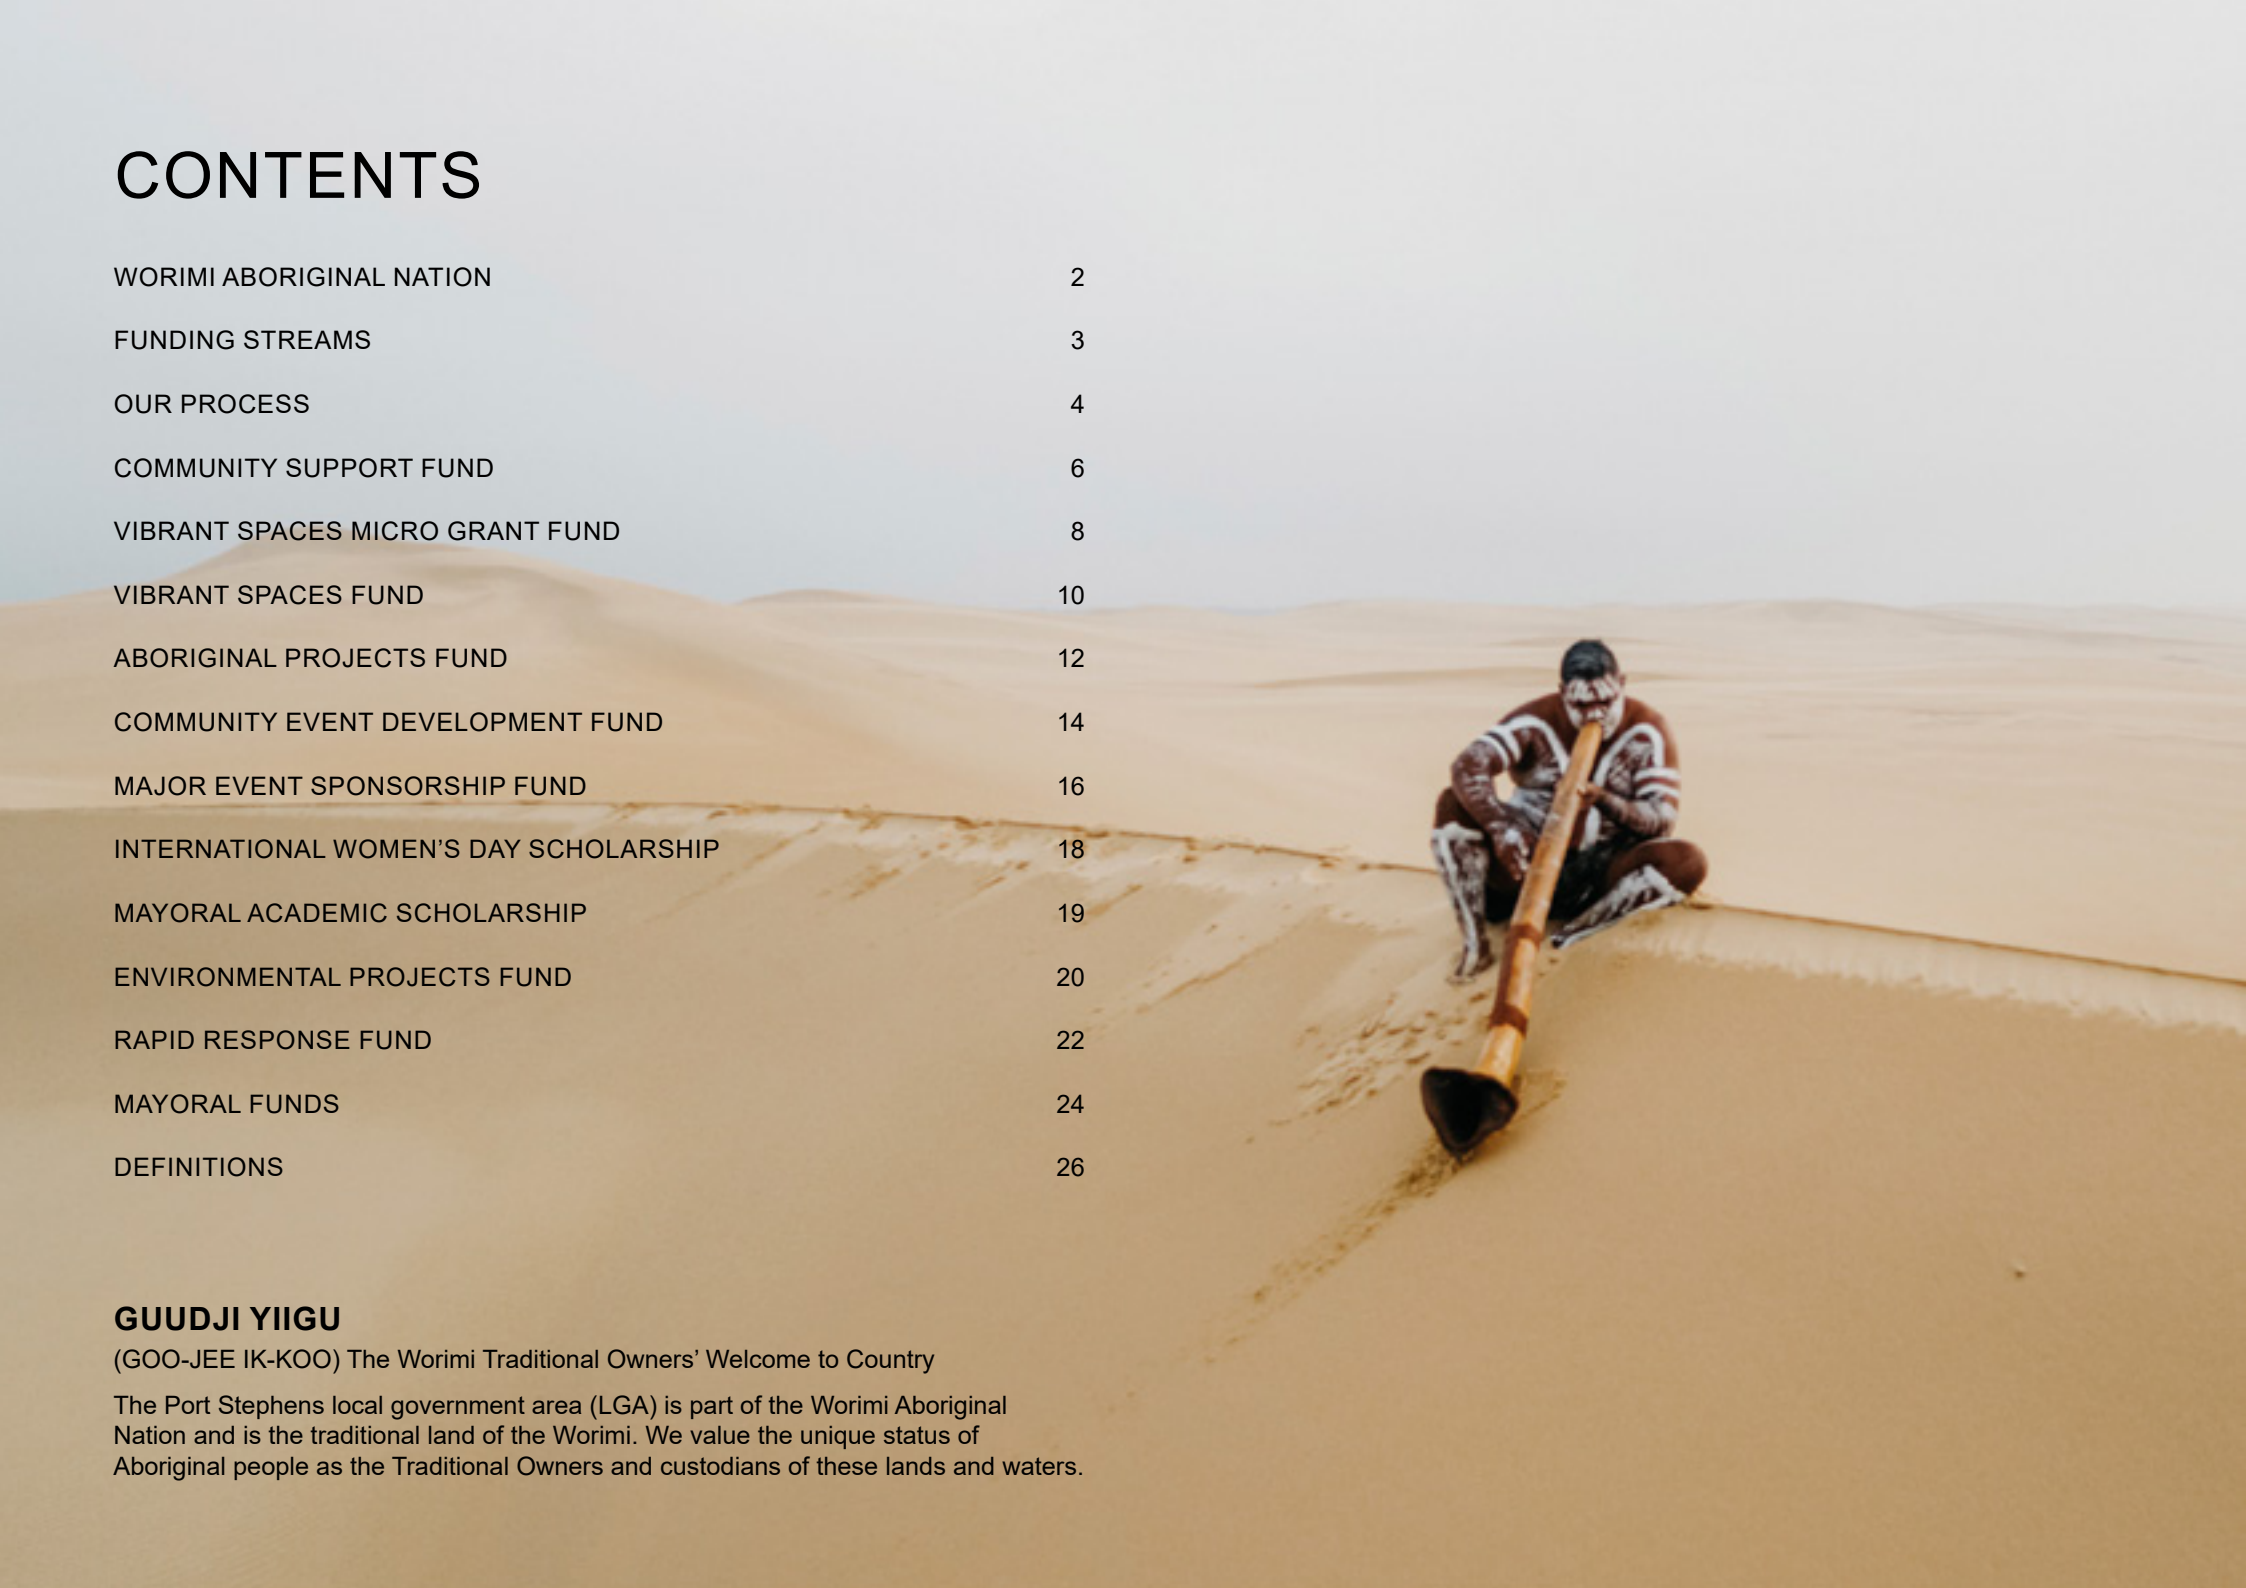 CONTENTS
WORIMI ABORIGINAL NATION 2
FUNDING STREAMS 3
OUR PROCESS 4
COMMUNITY SUPPORT FUND 6
VIBRANT SPACES MICRO GRANT FUND 8
VIBRANT SPACES FUND 10
ABORIGINAL PROJECTS FUND 12
COMMUNITY EVENT DEVELOPMENT FUND 14
MAJOR EVENT SPONSORSHIP FUND 16
INTERNATIONAL WOMEN’S DAY SCHOLARSHIP 18
MAYORAL ACADEMIC SCHOLARSHIP 19
ENVIRONMENTAL PROJECTS FUND 20
RAPID RESPONSE FUND 22
MAYORAL FUNDS 24
DEFINITIONS 26
GUUDJI YIIGU
(GOO-JEE IK-KOO) The Worimi Traditional Owners’ Welcome to Country
The Port Stephens local government area (LGA) is part of the Worimi Aboriginal
Nation and is the traditional land of the Worimi. We value the unique status of
Aboriginal people as the Traditional Owners and custodians of these lands and waters.